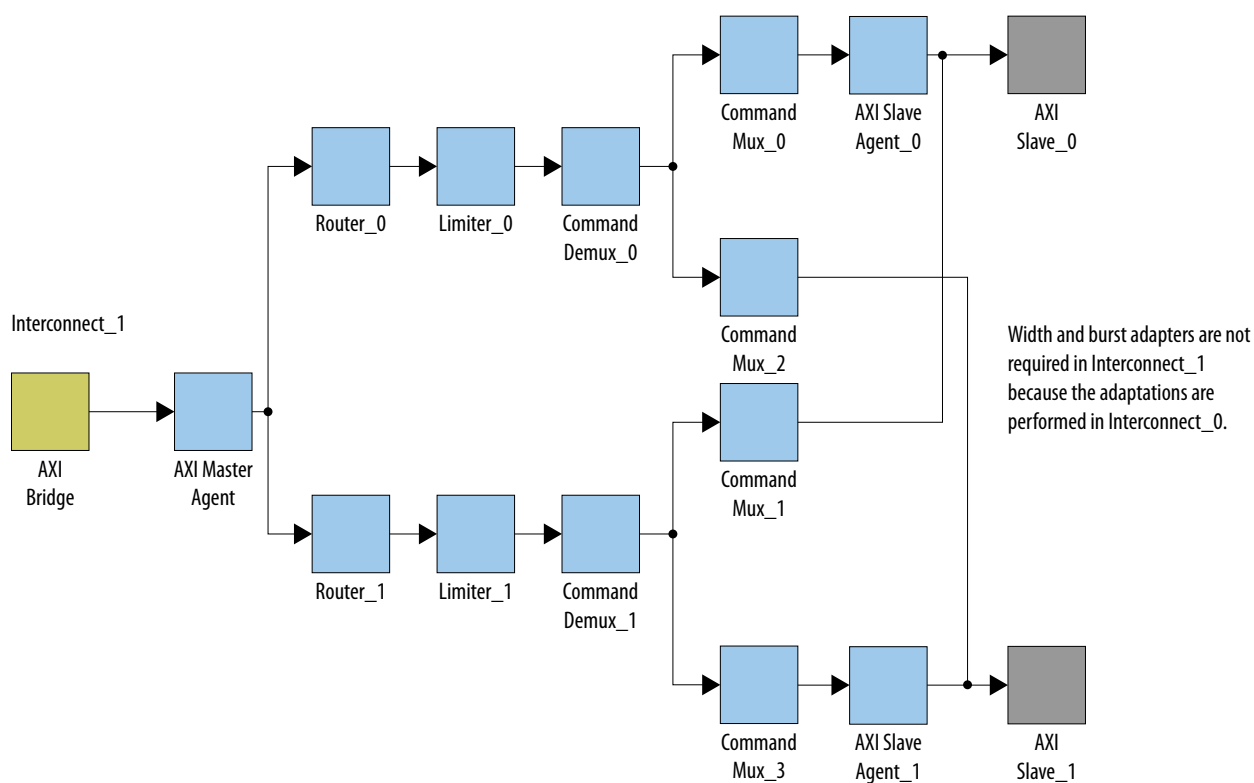 Command
Mux_0
AXI Slave
Agent_0
AXI
Slave_0
Router_0
Limiter_0
Command
Demux_0
Interconnect_1
Command
Mux_2
Width and burst adapters are not
required in Interconnect_1
because the adaptations are
performed in Interconnect_0.
AXI
Bridge
AXI Master
Agent
Command
Mux_1
Router_1
Limiter_1
Command
Demux_1
Command
Mux_3
AXI Slave
Agent_1
AXI
Slave_1